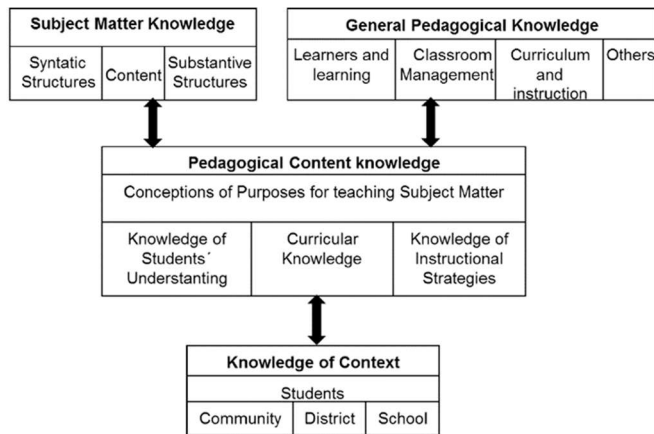 Subject Matter Knowledge
Syntatic
Structures
Content
Substantive
Structures
General Pedagogical Knowledge
Learners and
learning
Classroom
Management
Curriculum
and
instruction
Others
Pedagogical Content knowledge
Conceptions of Purposes for teaching Subject Matter
Knowledge of
Students´
Understanting
Curricular
Knowledge
Knowledge of
Instructional
Strategies
Knowledge of Context
Students
Community
District
School